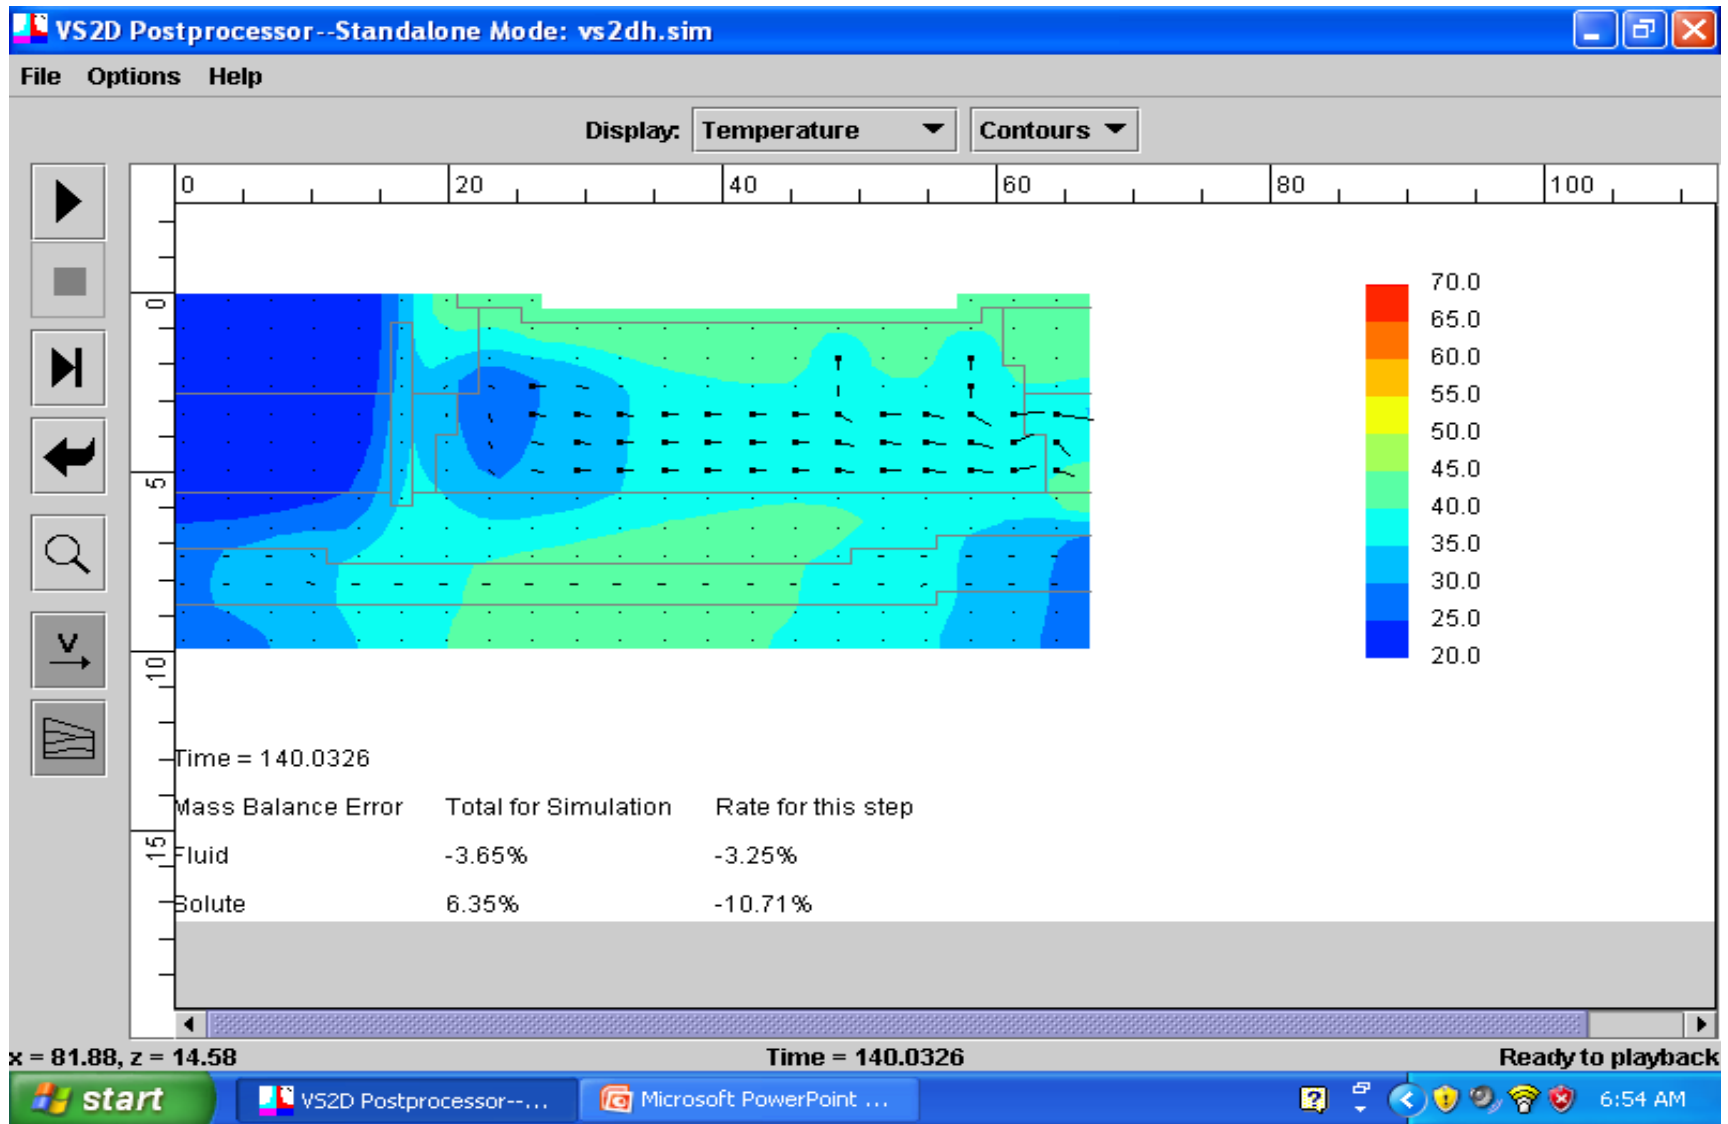 VS2D Postprocessor--Standalone Mode: vs2dh.sim
File Options Help
Display: Temperature Contours
0 20 40 60 80 100
0
5
10
15
70.0
65.0
60.0
55.0
50.0
45.0
40.0
35.0
30.0
25.0
20.0
V
Time = 140.0326
Mass Balance Error Total for Simulation Rate for this step
Fluid -3.65% -3.25%
Solute 6.35% -10.71%
x = 81.88, z = 14.58 Time = 140.0326 Ready to playback
start VS2D Postprocessor--... Microsoft PowerPoint ... 6:54 AM